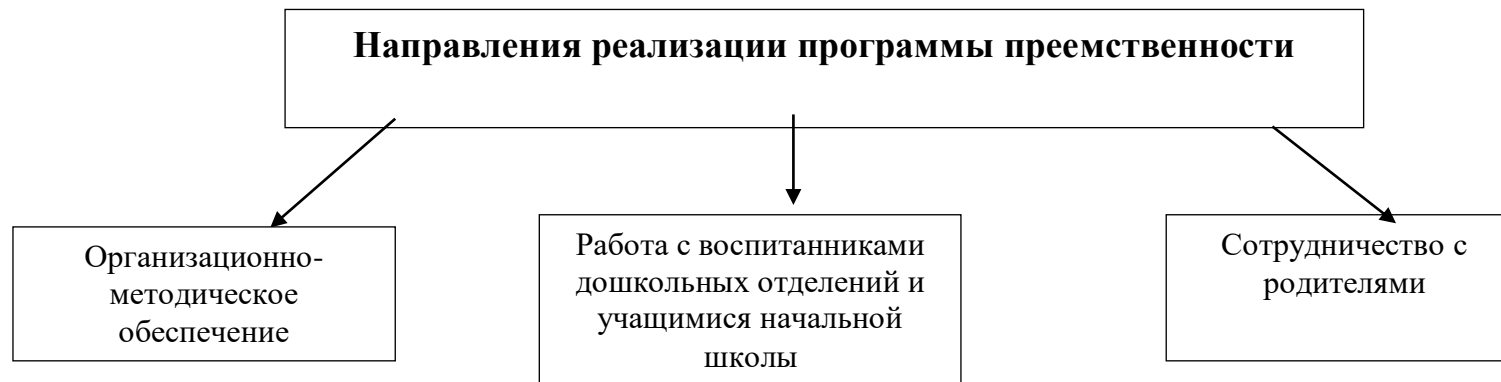 Направления реализации программы преемственности
Организационно-
методическое
обеспечение
Работа с воспитанниками
дошкольных отделений и
учащимися начальной
школы
Сотрудничество с
родителями